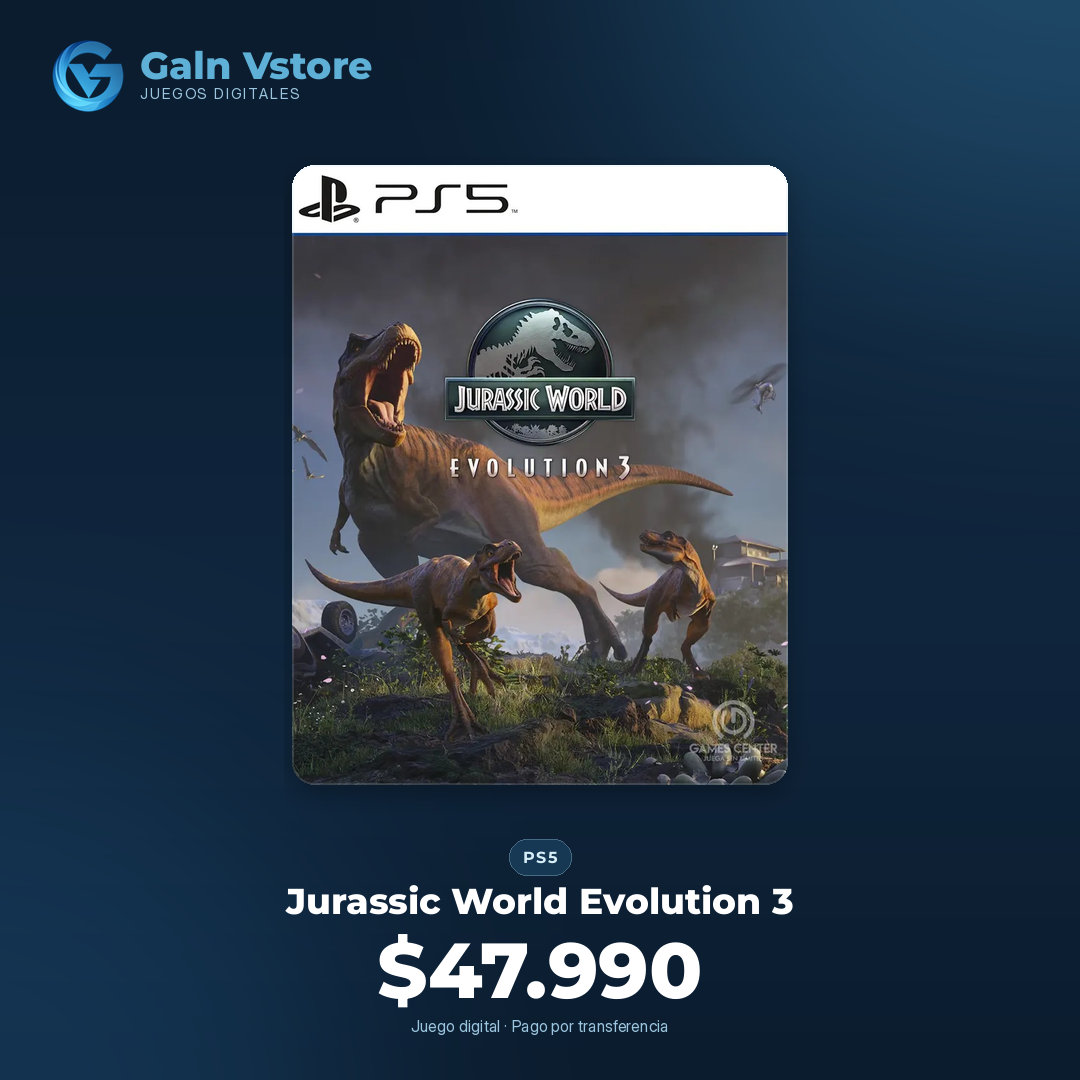 Galn Vstore
JUEGOS DIGITALES
PS5
JURASSIC WORLD
EVOLUTION 3
GAMES CENTER
PS5
Jurassic World Evolution 3
$47.990
Juego digital · Pago por transferencia